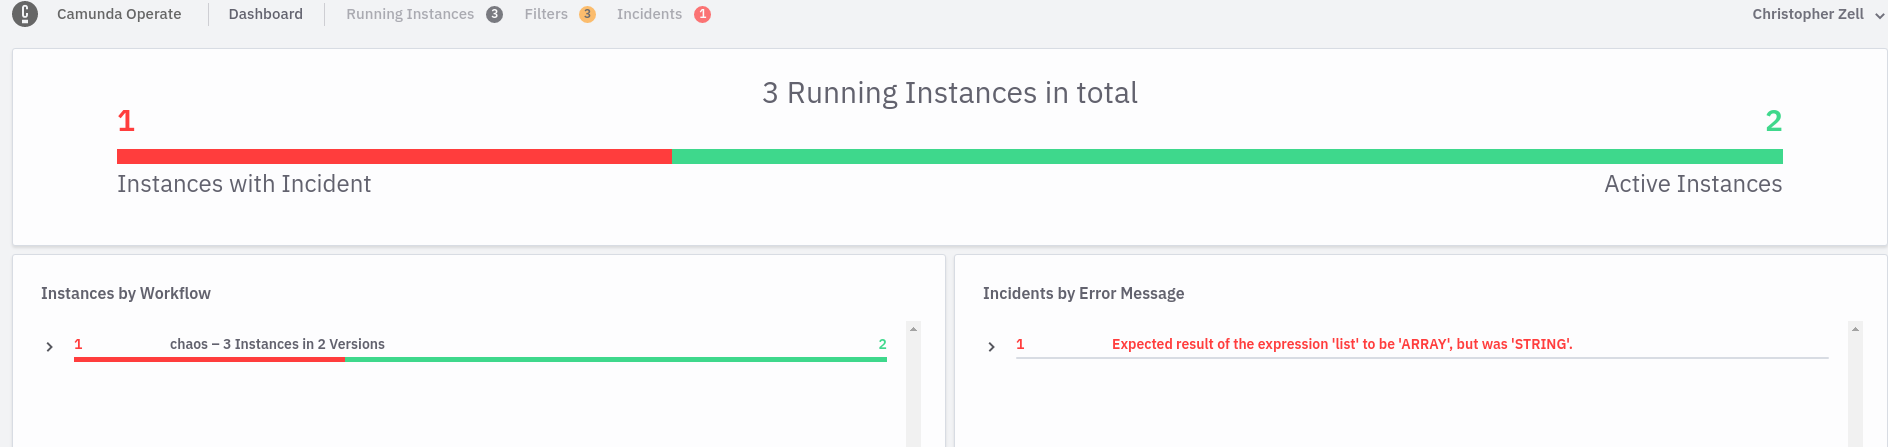 Camunda Operate Dashboard Running Instances 3 Filters 3 Incidents 1 Christopher Zell
3 Running Instances in total
1 2
Instances with Incident Active Instances
Instances by Workflow
1 chaos – 3 Instances in 2 Versions 2
Incidents by Error Message
1 Expected result of the expression 'list' to be 'ARRAY', but was 'STRING'.